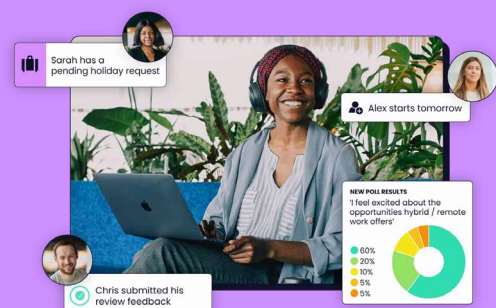 Sarah has a
pending holiday request
Alex starts tomorrow
NEW POLL RESULTS
'I feel excited about the
opportunities hybrid / remote
work offers'
60%
20%
10%
5%
5%
Chris submitted his
review feedback